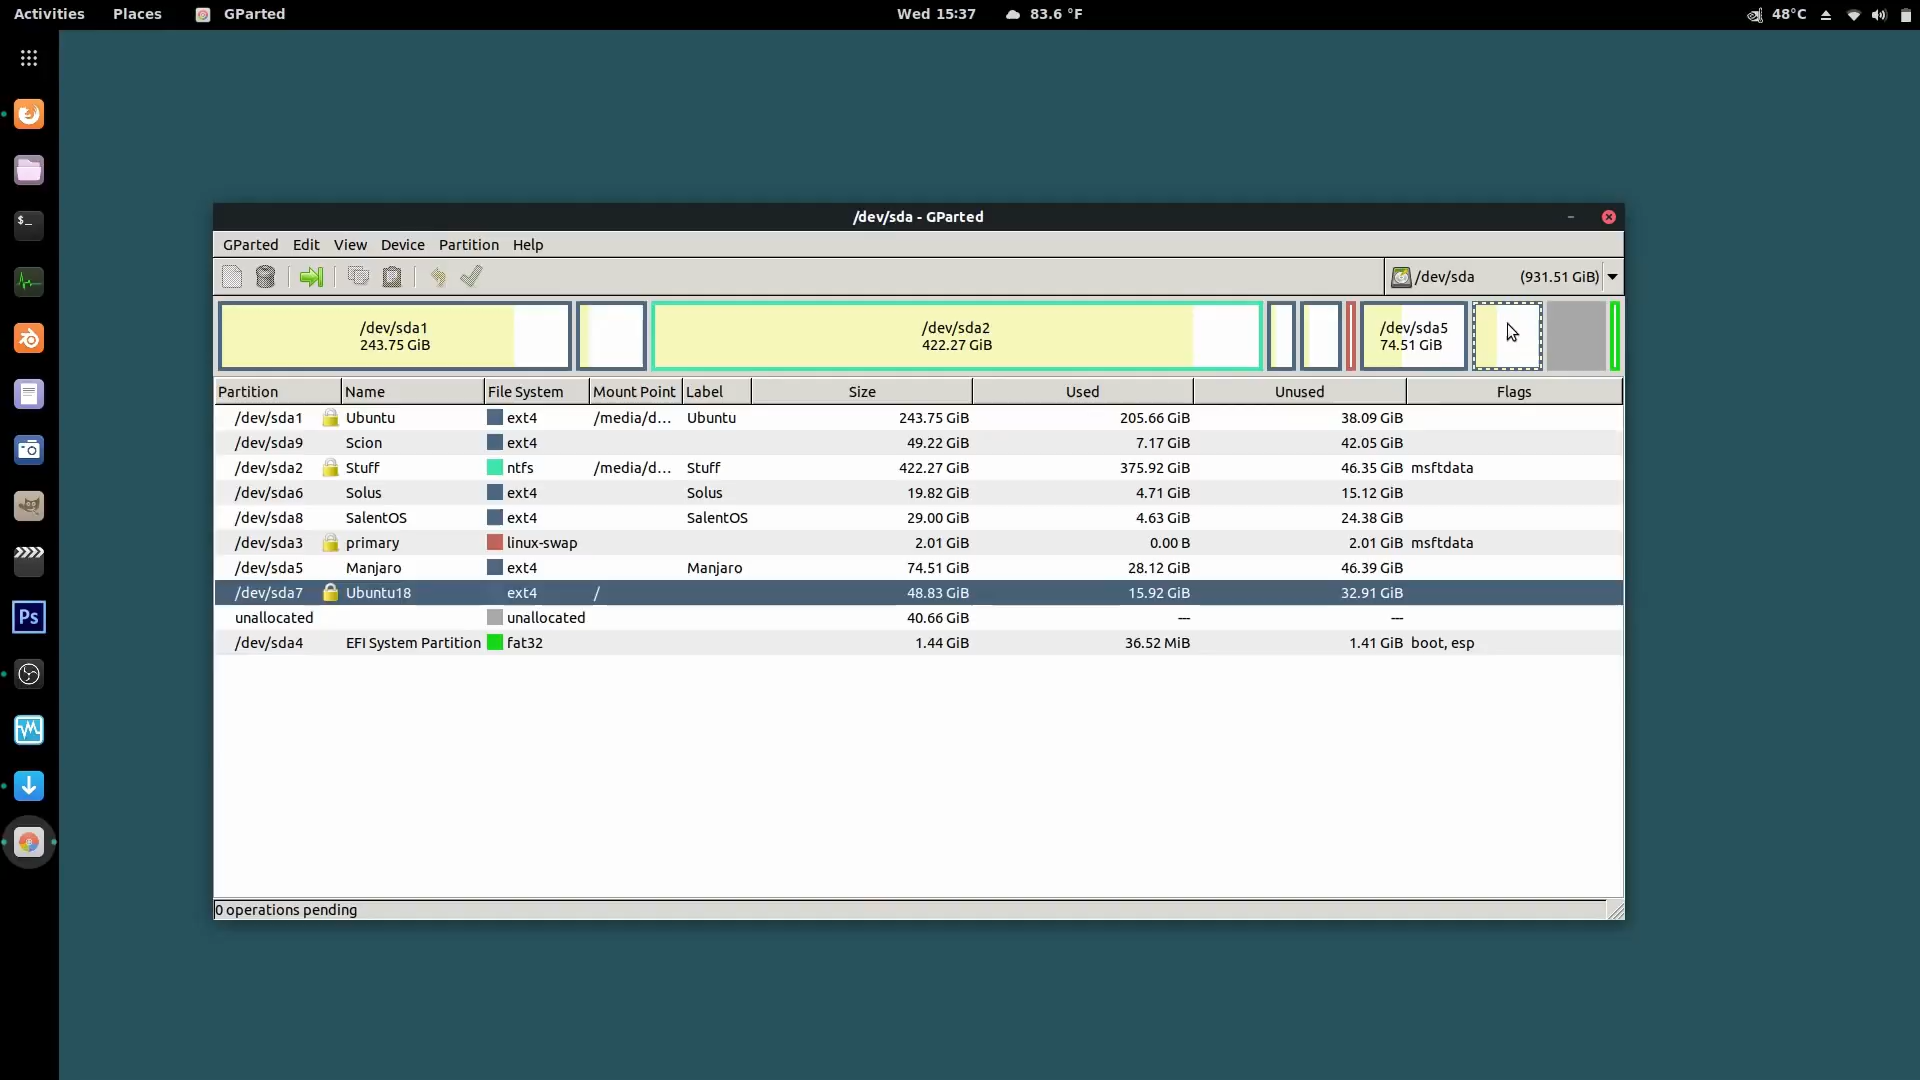 Activities Places GParted Wed 15:37 83.6 °F 48°C
$_
Ps
/dev/sda - GParted
GParted Edit View Device Partition Help
/dev/sda (931.51 GiB)
/dev/sda1
243.75 GiB
/dev/sda2
422.27 GiB
/dev/sda5
74.51 GiB
Partition Name File System Mount Point Label Size Used Unused Flags
/dev/sda1 Ubuntu ext4 /media/d... Ubuntu 243.75 GiB 205.66 GiB 38.09 GiB
/dev/sda9 Scion ext4 49.22 GiB 7.17 GiB 42.05 GiB
/dev/sda2 Stuff ntfs /media/d... Stuff 422.27 GiB 375.92 GiB 46.35 GiB msftdata
/dev/sda6 Solus ext4 Solus 19.82 GiB 4.71 GiB 15.12 GiB
/dev/sda8 SalentOS ext4 SalentOS 29.00 GiB 4.63 GiB 24.38 GiB
/dev/sda3 primary linux-swap 2.01 GiB 0.00 B 2.01 GiB msftdata
/dev/sda5 Manjaro ext4 Manjaro 74.51 GiB 28.12 GiB 46.39 GiB
/dev/sda7 Ubuntu18 ext4 / 48.83 GiB 15.92 GiB 32.91 GiB
unallocated unallocated 40.66 GiB --- ---
/dev/sda4 EFI System Partition fat32 1.44 GiB 36.52 MiB 1.41 GiB boot, esp
0 operations pending